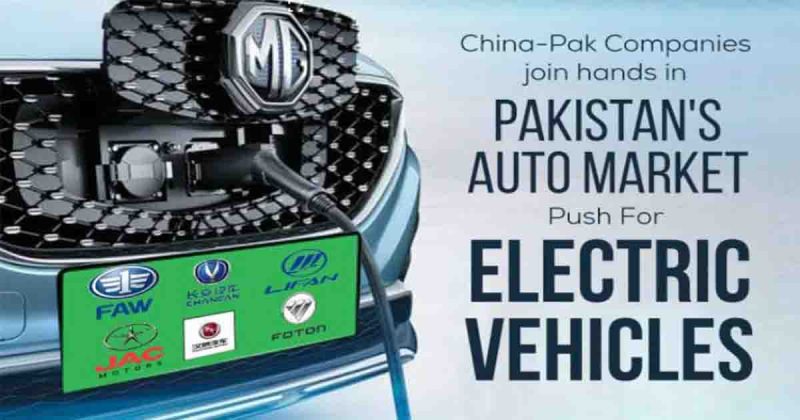 MG
China-Pak Companies
join hands in
PAKISTAN'S
AUTO MARKET
Push For
ELECTRIC
VEHICLES
FAW
CHANGAN
LIFAN
JAC
MOTORS
FOTON